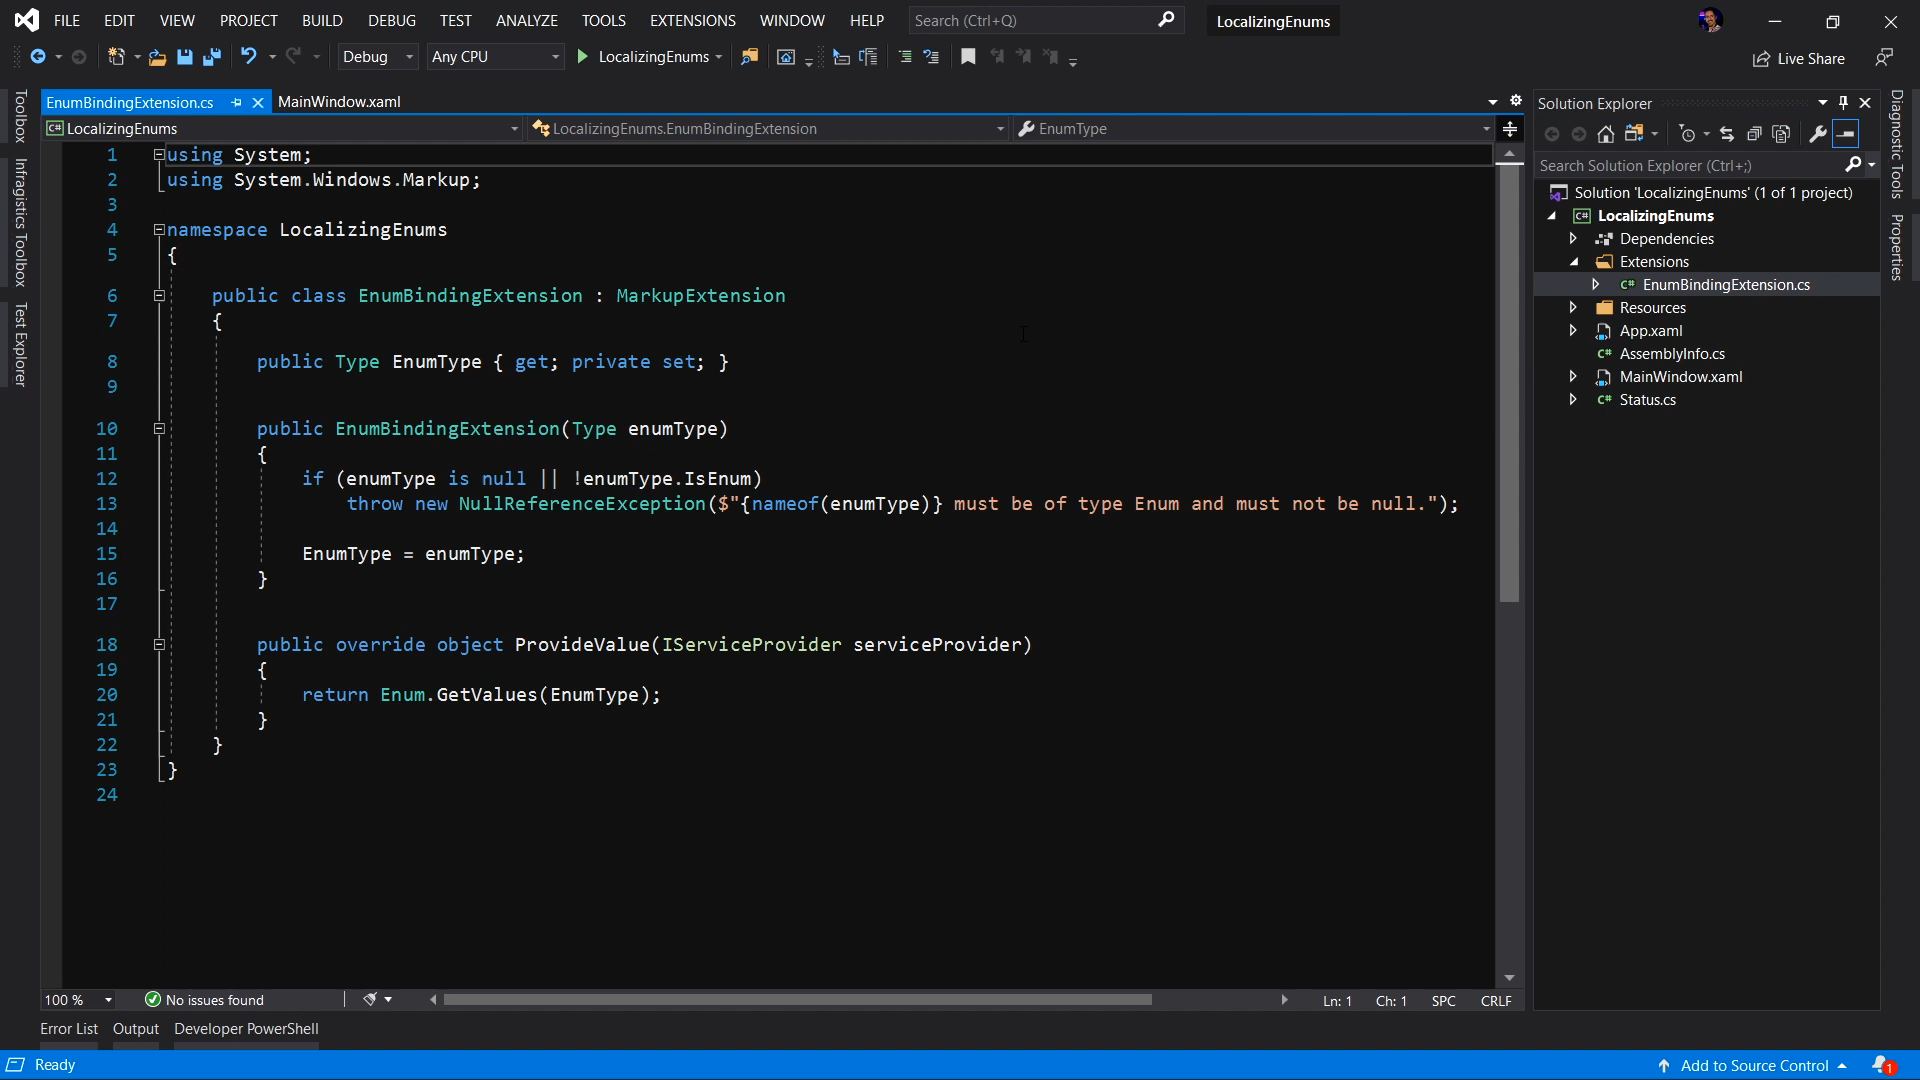 FILE EDIT VIEW PROJECT BUILD DEBUG TEST ANALYZE TOOLS EXTENSIONS WINDOW HELP Search (Ctrl+Q) LocalizingEnums
Debug Any CPU LocalizingEnums Live Share
Toolbox
Infragistics Toolbox
Test Explorer
EnumBindingExtension.cs MainWindow.xaml
C# LocalizingEnums LocalizingEnums.EnumBindingExtension EnumType
1 using System;
2 using System.Windows.Markup;
3
4 namespace LocalizingEnums
5 {
6 public class EnumBindingExtension : MarkupExtension
7 {
8 public Type EnumType { get; private set; }
9
10 public EnumBindingExtension(Type enumType)
11 {
12 if (enumType is null || !enumType.IsEnum)
13 throw new NullReferenceException($"{nameof(enumType)} must be of type Enum and must not be null.");
14
15 EnumType = enumType;
16 }
17
18 public override object ProvideValue(IServiceProvider serviceProvider)
19 {
20 return Enum.GetValues(EnumType);
21 }
22 }
23 }
24
100 % No issues found Ln: 1 Ch: 1 SPC CRLF
Error List Output Developer PowerShell
Solution Explorer
Search Solution Explorer (Ctrl+;)
Solution 'LocalizingEnums' (1 of 1 project)
C# LocalizingEnums
Dependencies
Extensions
C# EnumBindingExtension.cs
Resources
App.xaml
C# AssemblyInfo.cs
MainWindow.xaml
C# Status.cs
Diagnostic Tools
Properties
Ready Add to Source Control 1